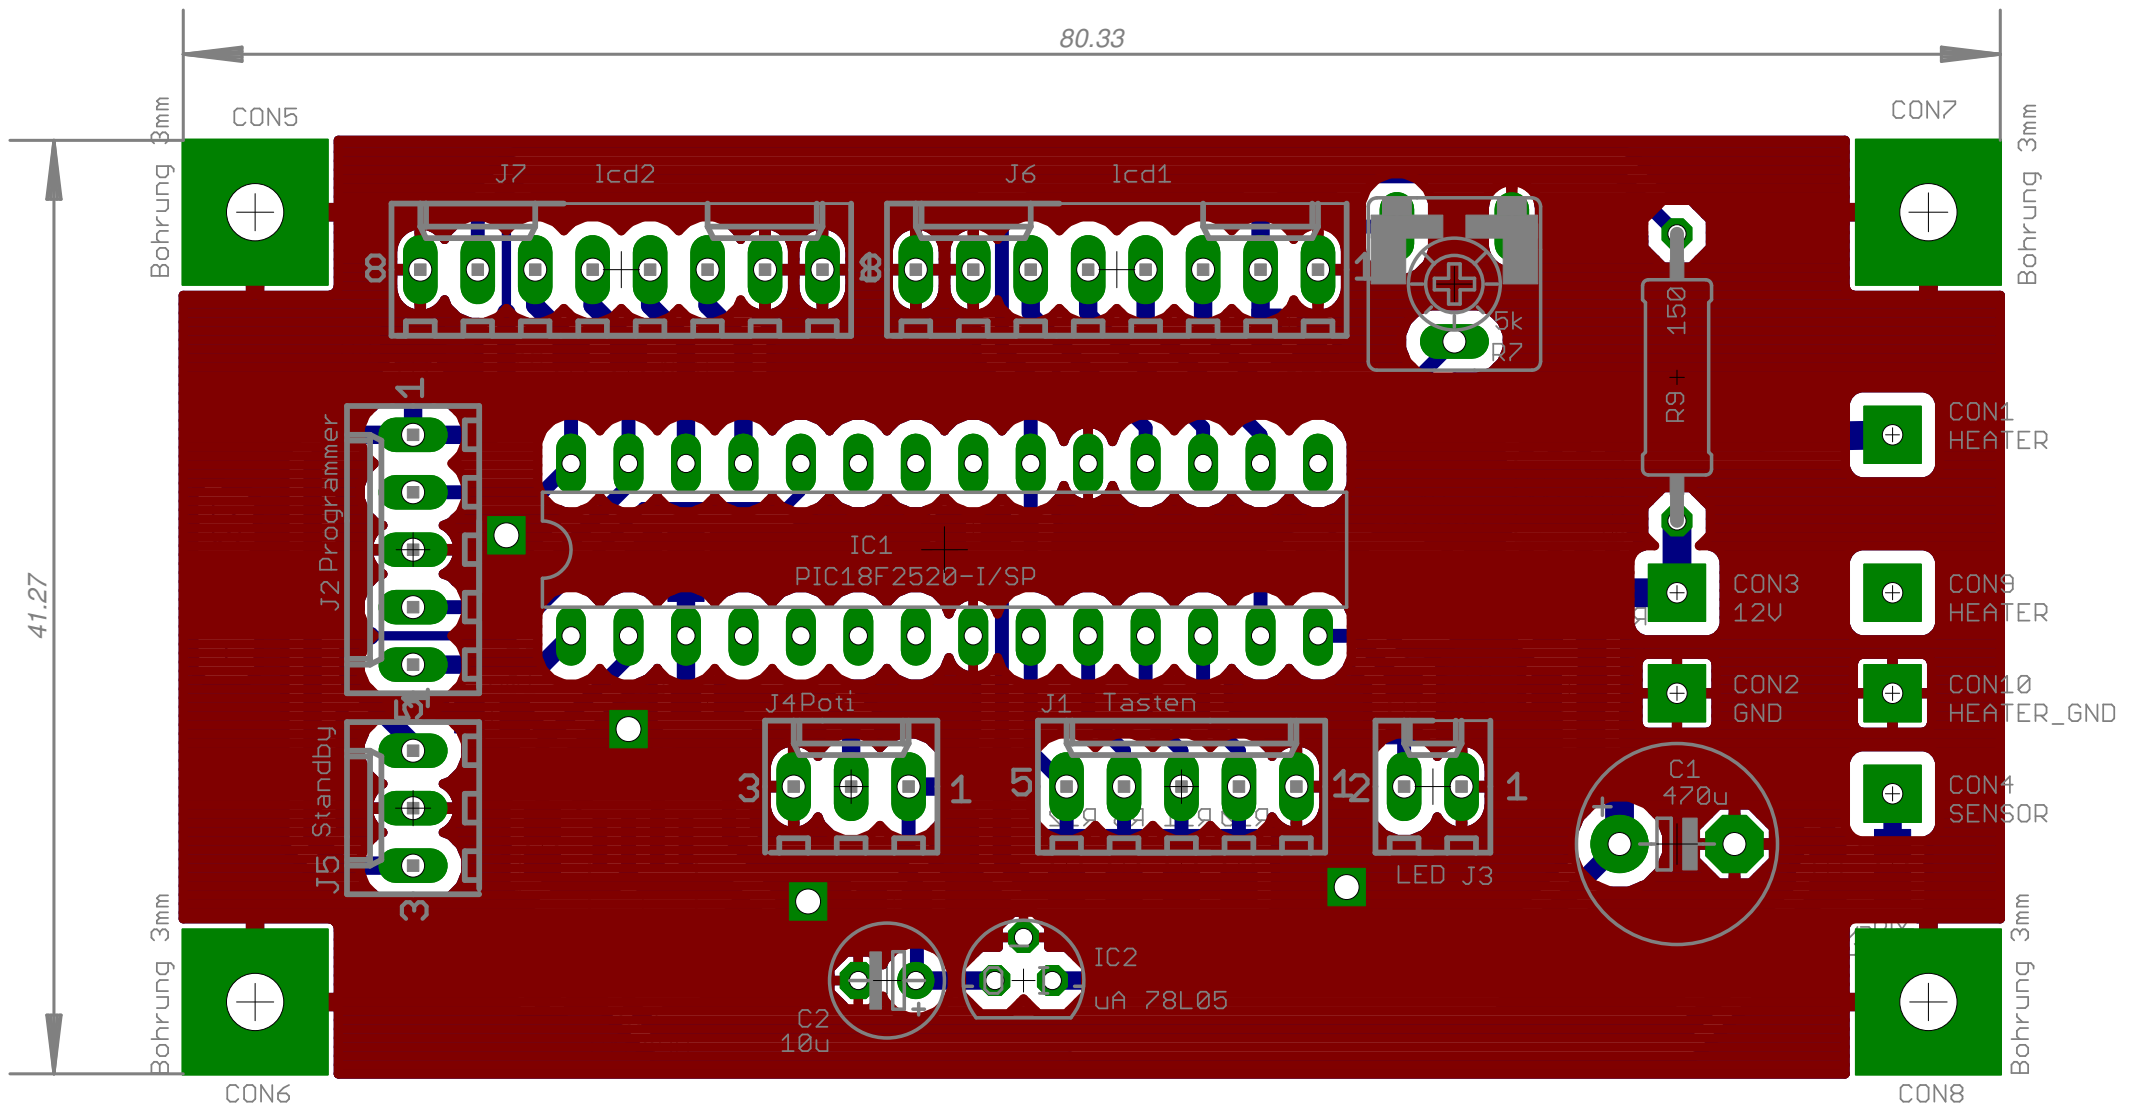 80.33
41.27
CON5
Bohrung 3mm
CON7
Bohrung 3mm
J7 lcd2
8
J6 lcd1
8
1
5k
R7
150
R9
CON1
HEATER
1
J2 Programmer
5
IC1
PIC18F2520-I/SP
CON3
12V
CON9
HEATER
CON2
GND
CON10
HEATER_GND
1
J5 Standby
3
J4Poti
3
1
J1 Tasten
5
1
2
1
LED J3
C1
470u
+
CON4
SENSOR
C2
10u
+
O
I
IC2
uA 78L05
Bohrung 3mm
CON6
Bohrung 3mm
CON8